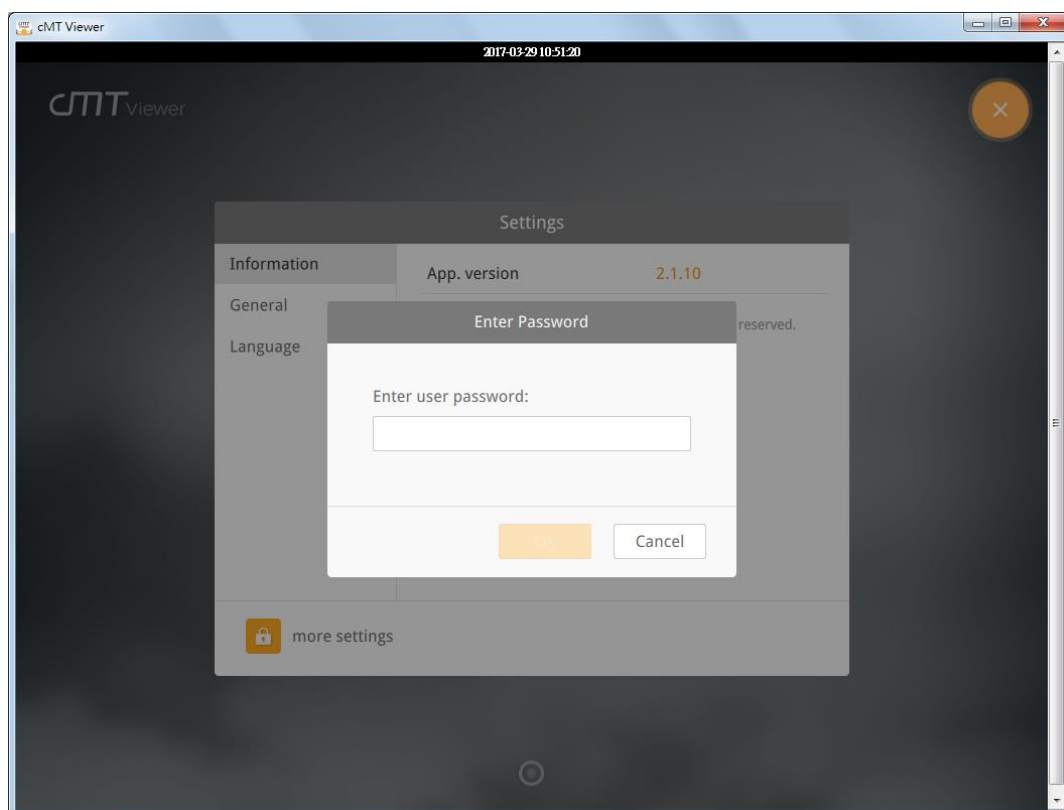 cMT Viewer
2017-03-29 10:51:20
cMT Viewer
Settings
Information
App. version 2.1.10
General
Enter Password
reserved.
Language
Enter user password:
OK Cancel
more settings